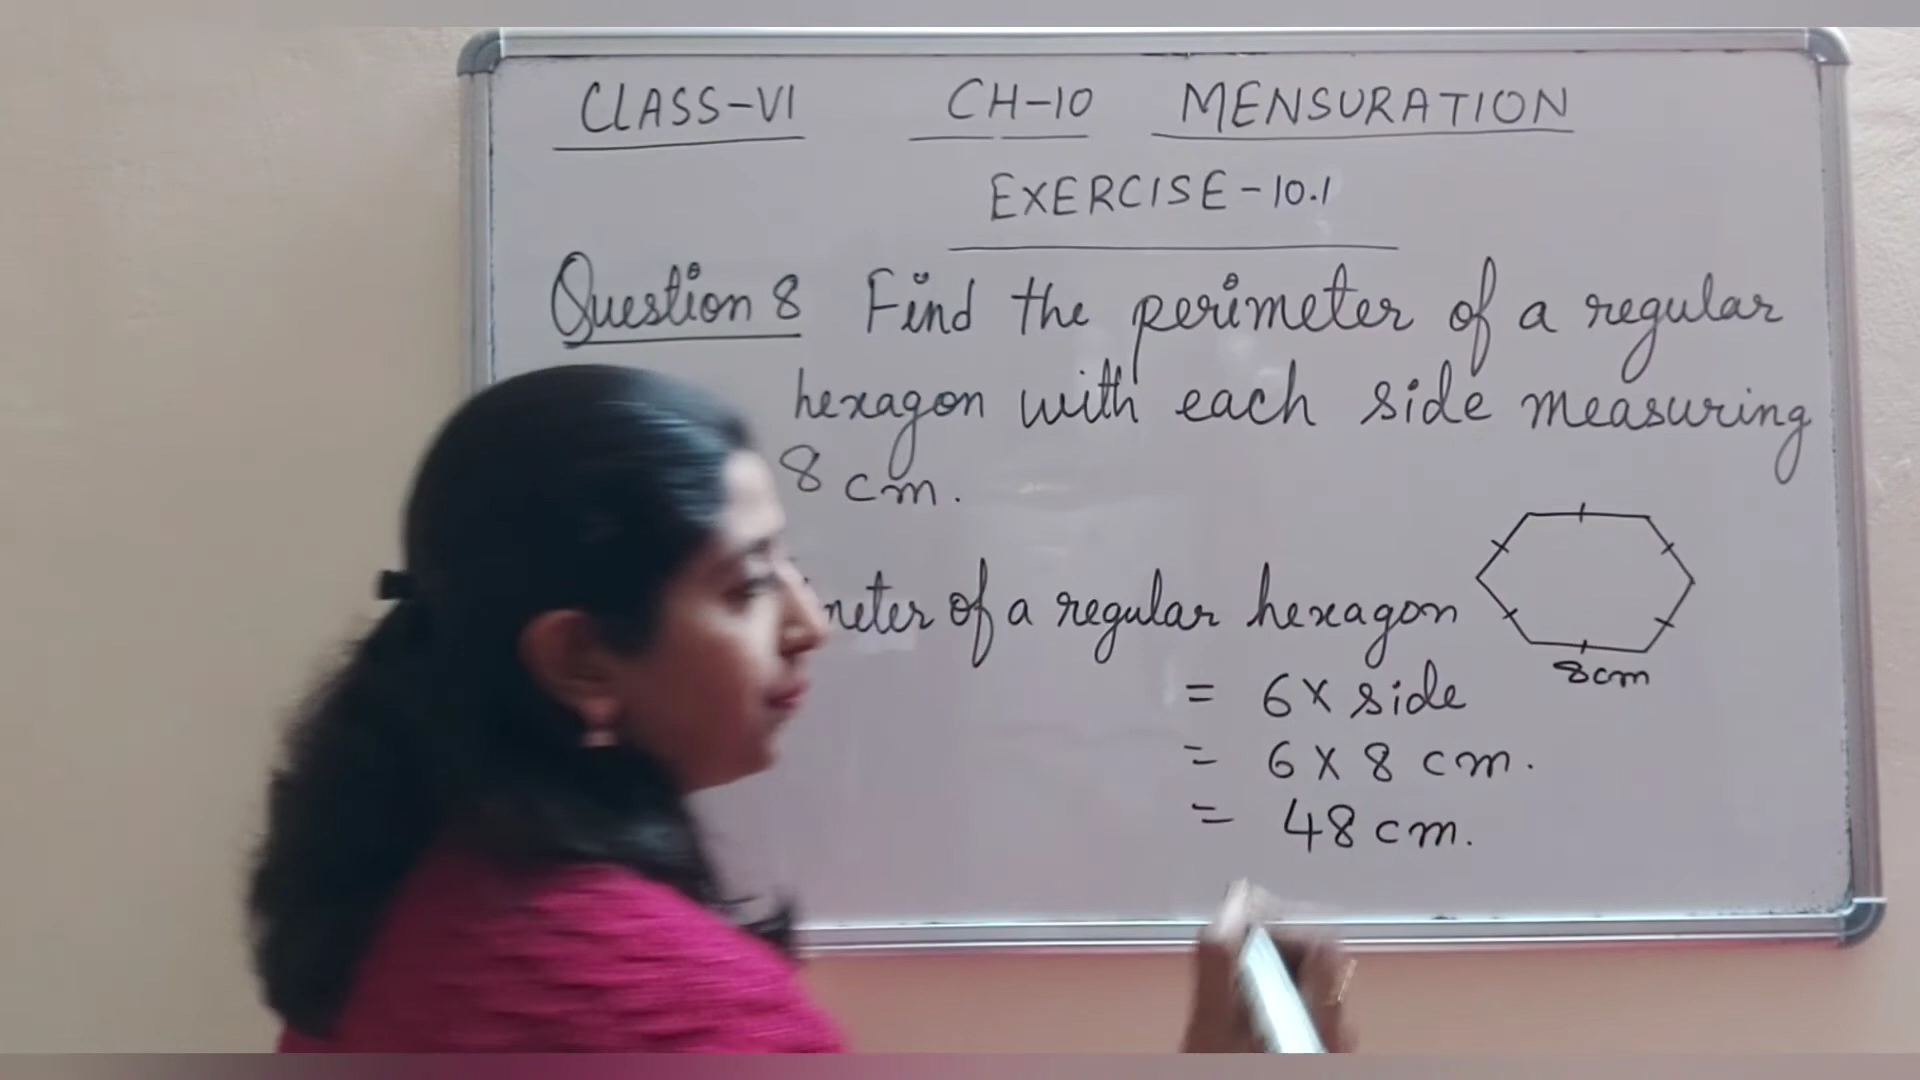 CLASS-VI CH-10 MENSURATION
EXERCISE-10.1
Question 8 Find the perimeter of a regular
hexagon with each side measuring
8 cm.
of a regular hexagon
8cm
= 6 x side
= 6 x 8 cm.
= 48 cm.